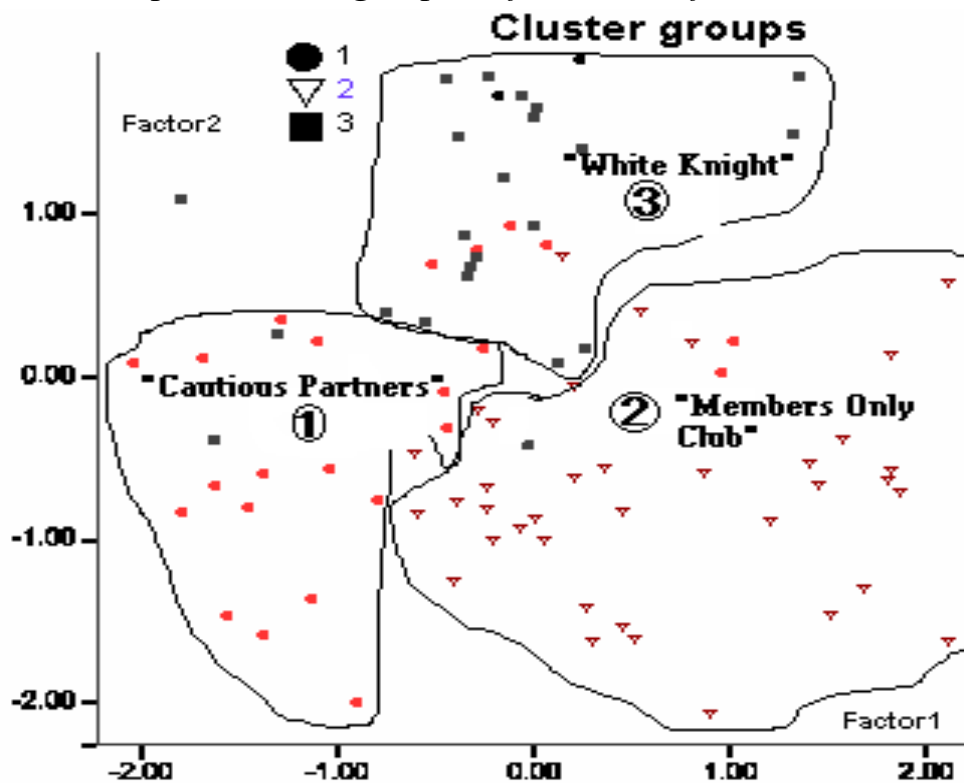 Cluster groups
1
2
3
Factor2
"White Knight"
3
1.00
0.00
"Cautious Partners"
1
2 "Members Only
Club"
-1.00
-2.00
Factor1
-2.00 -1.00 0.00 1.00 2.00